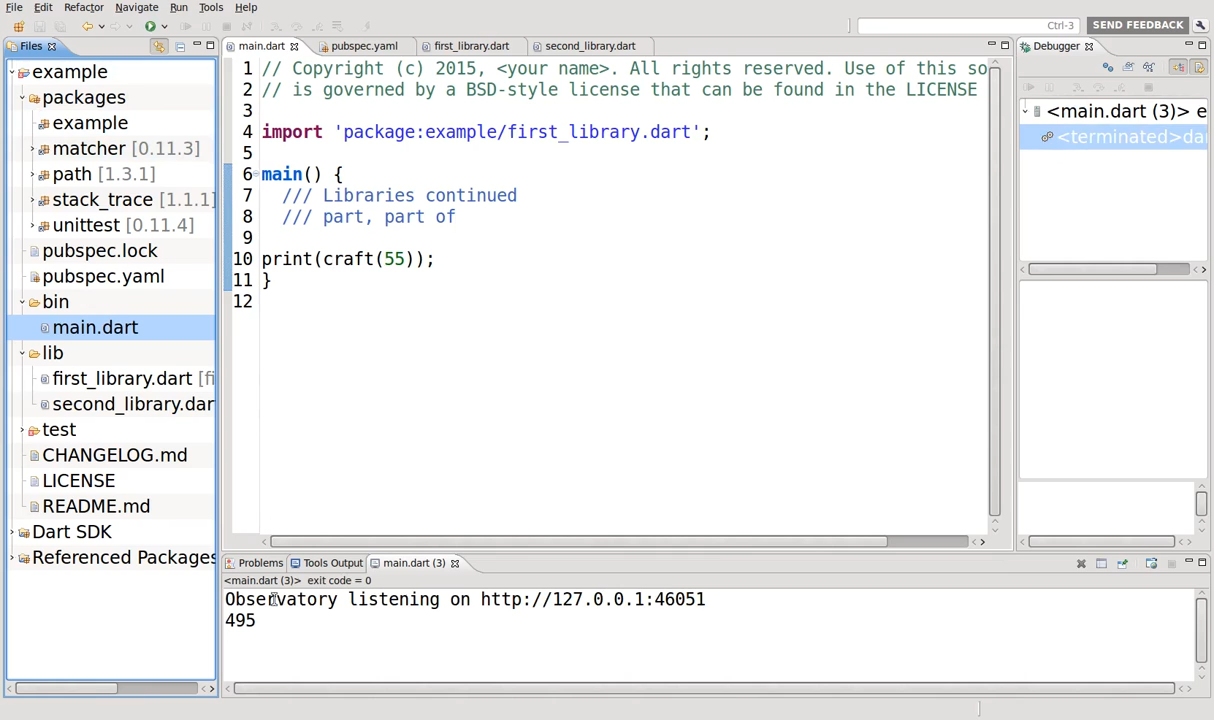 File Edit Refactor Navigate Run Tools Help
Ctrl-3 SEND FEEDBACK
Files
main.dart pubspec.yaml first_library.dart second_library.dart
Debugger
example
packages
example
matcher [0.11.3]
path [1.3.1]
stack_trace [1.1.1]
unittest [0.11.4]
pubspec.lock
pubspec.yaml
bin
main.dart
lib
first_library.dart [fi
second_library.dar
test
CHANGELOG.md
LICENSE
README.md
Dart SDK
Referenced Packages
1 // Copyright (c) 2015, <your name>. All rights reserved. Use of this so
2 // is governed by a BSD-style license that can be found in the LICENSE
3
4 import 'package:example/first_library.dart';
5
6 main() {
7 /// Libraries continued
8 /// part, part of
9
10 print(craft(55));
11 }
12
<main.dart (3)> e
<terminated>dar
Problems Tools Output main.dart (3)
<main.dart (3)> exit code = 0
Observatory listening on http://127.0.0.1:46051
495